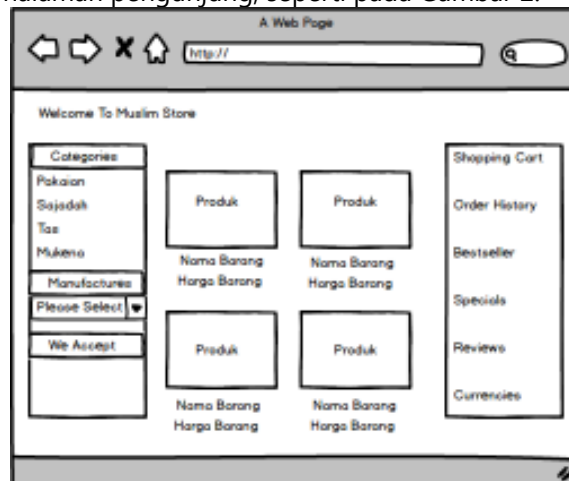 halaman pengunjang, seperti pada Gambar 2.
A Web Page
http://
Welcome To Muslim Store
Categories
Pakaian
Sajadah
Tas
Mukena
Manufactures
Please Select
We Accept
Produk
Nama Barang
Harga Barang
Produk
Nama Barang
Harga Barang
Produk
Nama Barang
Harga Barang
Produk
Nama Barang
Harga Barang
Shopping Cart
Order History
Bestseller
Specials
Reviews
Currencies